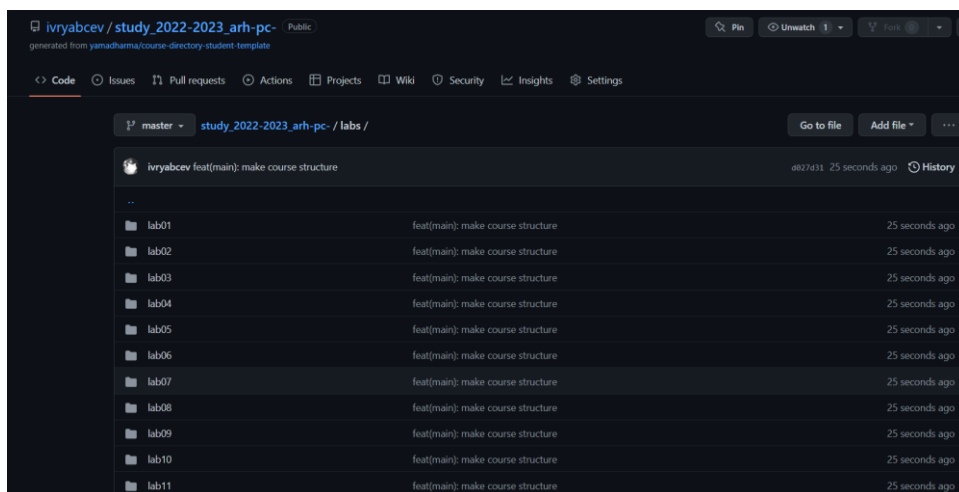 ivryabcev / study_2022-2023_arh-pc- Public Pin Unwatch 1 Fork 0
generated from yamadharma/course-directory-student-template
Code Issues Pull requests Actions Projects Wiki Security Insights Settings
master study_2022-2023_arh-pc- / labs / Go to file Add file ...
ivryabcev feat(main): make course structure d027d31 25 seconds ago History
..
lab01 feat(main): make course structure 25 seconds ago
lab02 feat(main): make course structure 25 seconds ago
lab03 feat(main): make course structure 25 seconds ago
lab04 feat(main): make course structure 25 seconds ago
lab05 feat(main): make course structure 25 seconds ago
lab06 feat(main): make course structure 25 seconds ago
lab07 feat(main): make course structure 25 seconds ago
lab08 feat(main): make course structure 25 seconds ago
lab09 feat(main): make course structure 25 seconds ago
lab10 feat(main): make course structure 25 seconds ago
lab11 feat(main): make course structure 25 seconds ago